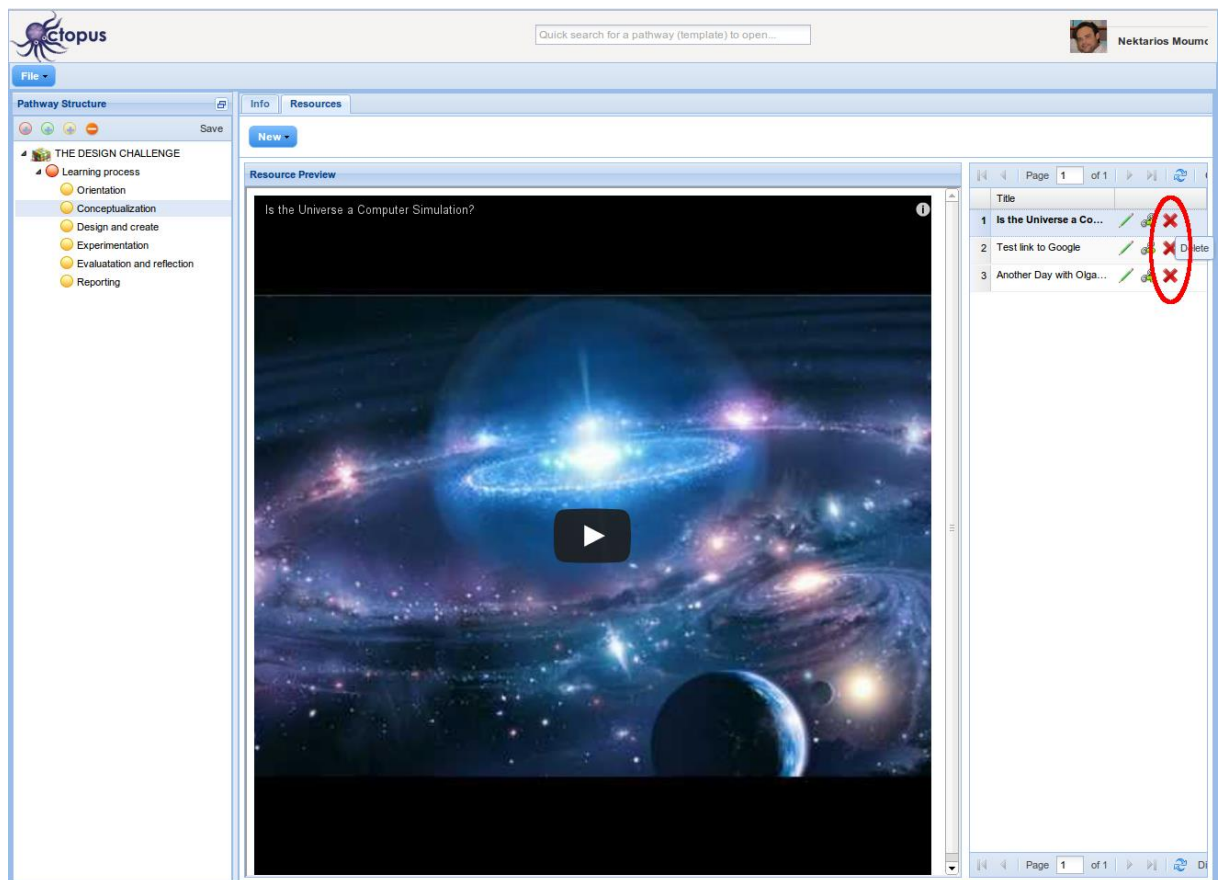 Octopus
Quick search for a pathway (template) to open...
Nektarios Moumo
File
Pathway Structure
Save
THE DESIGN CHALLENGE
Learning process
Orientation
Conceptualization
Design and create
Experimentation
Evaluatation and reflection
Reporting
Info Resources
New
Resource Preview
Is the Universe a Computer Simulation?
Page 1 of 1
Title
1 Is the Universe a Co...
2 Test link to Google
Delete
3 Another Day with Olga...
Page 1 of 1 Di